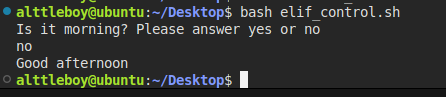 alttleboy@ubuntu:~/Desktop$ bash elif_control.sh
Is it morning? Please answer yes or no
no
Good afternoon
alttleboy@ubuntu:~/Desktop$